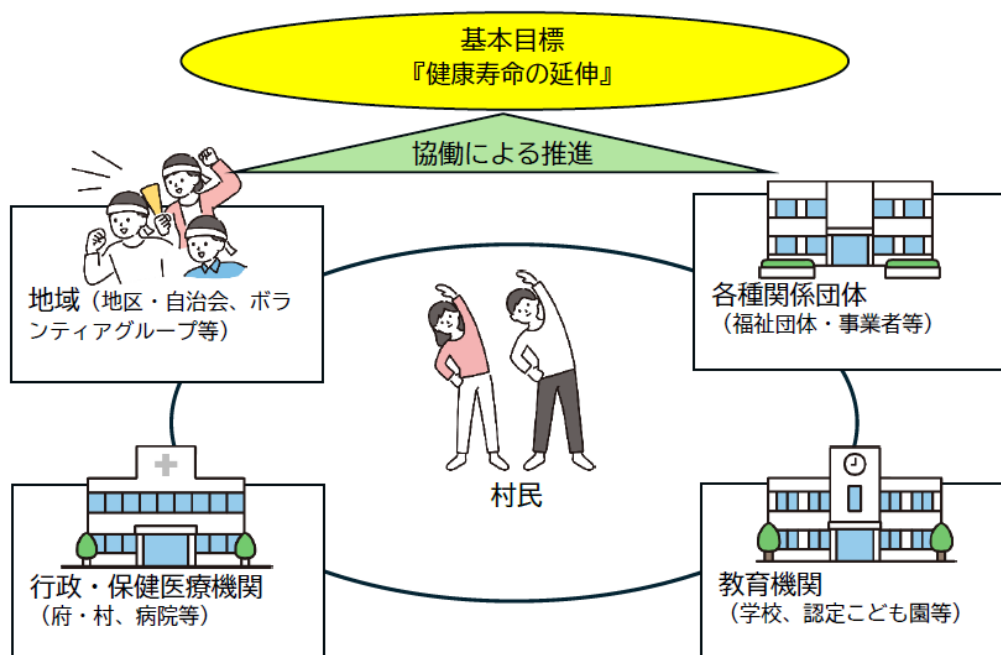 基本目標
『健康寿命の延伸』
協働による推進
地域（地区・自治会、ボラ
ンティアグループ等）
各種関係団体
（福祉団体・事業者等）
村民
行政・保健医療機関
（府・村、病院等）
教育機関
（学校、認定こども園等）